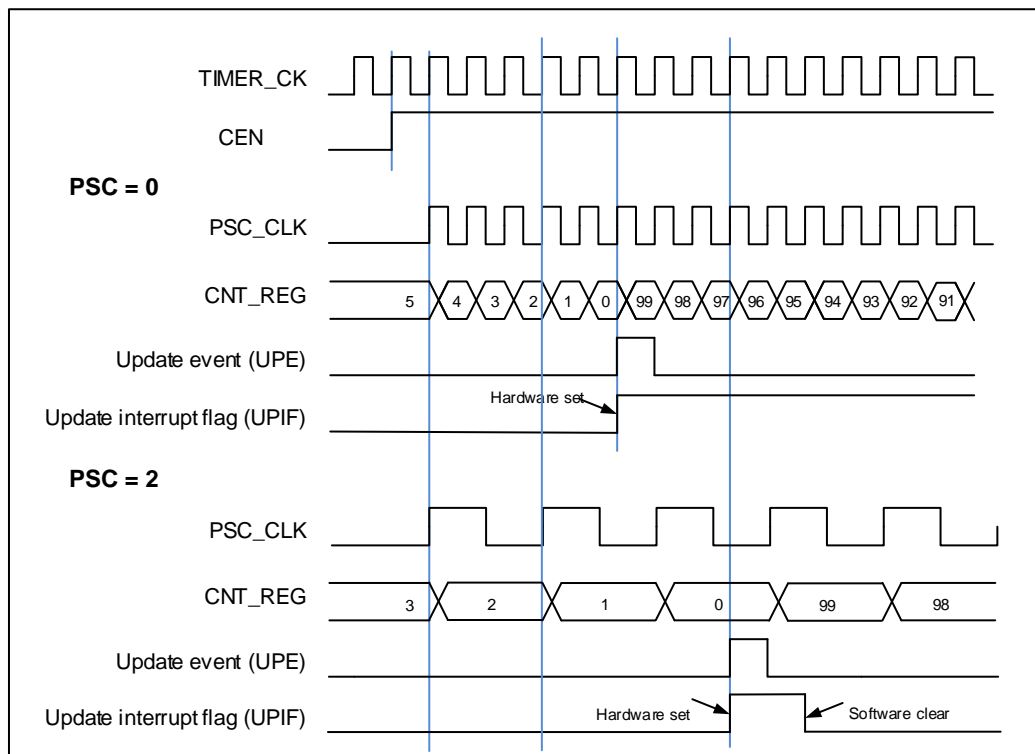 TIMER_CK
CEN
PSC = 0
PSC_CLK
CNT_REG 5 4 3 2 1 0 99 98 97 96 95 94 93 92 91
Update event (UPE)
Hardware set
Update interrupt flag (UPIF)
PSC = 2
PSC_CLK
CNT_REG 3 2 1 0 99 98
Update event (UPE)
Update interrupt flag (UPIF) Hardware set Software clear